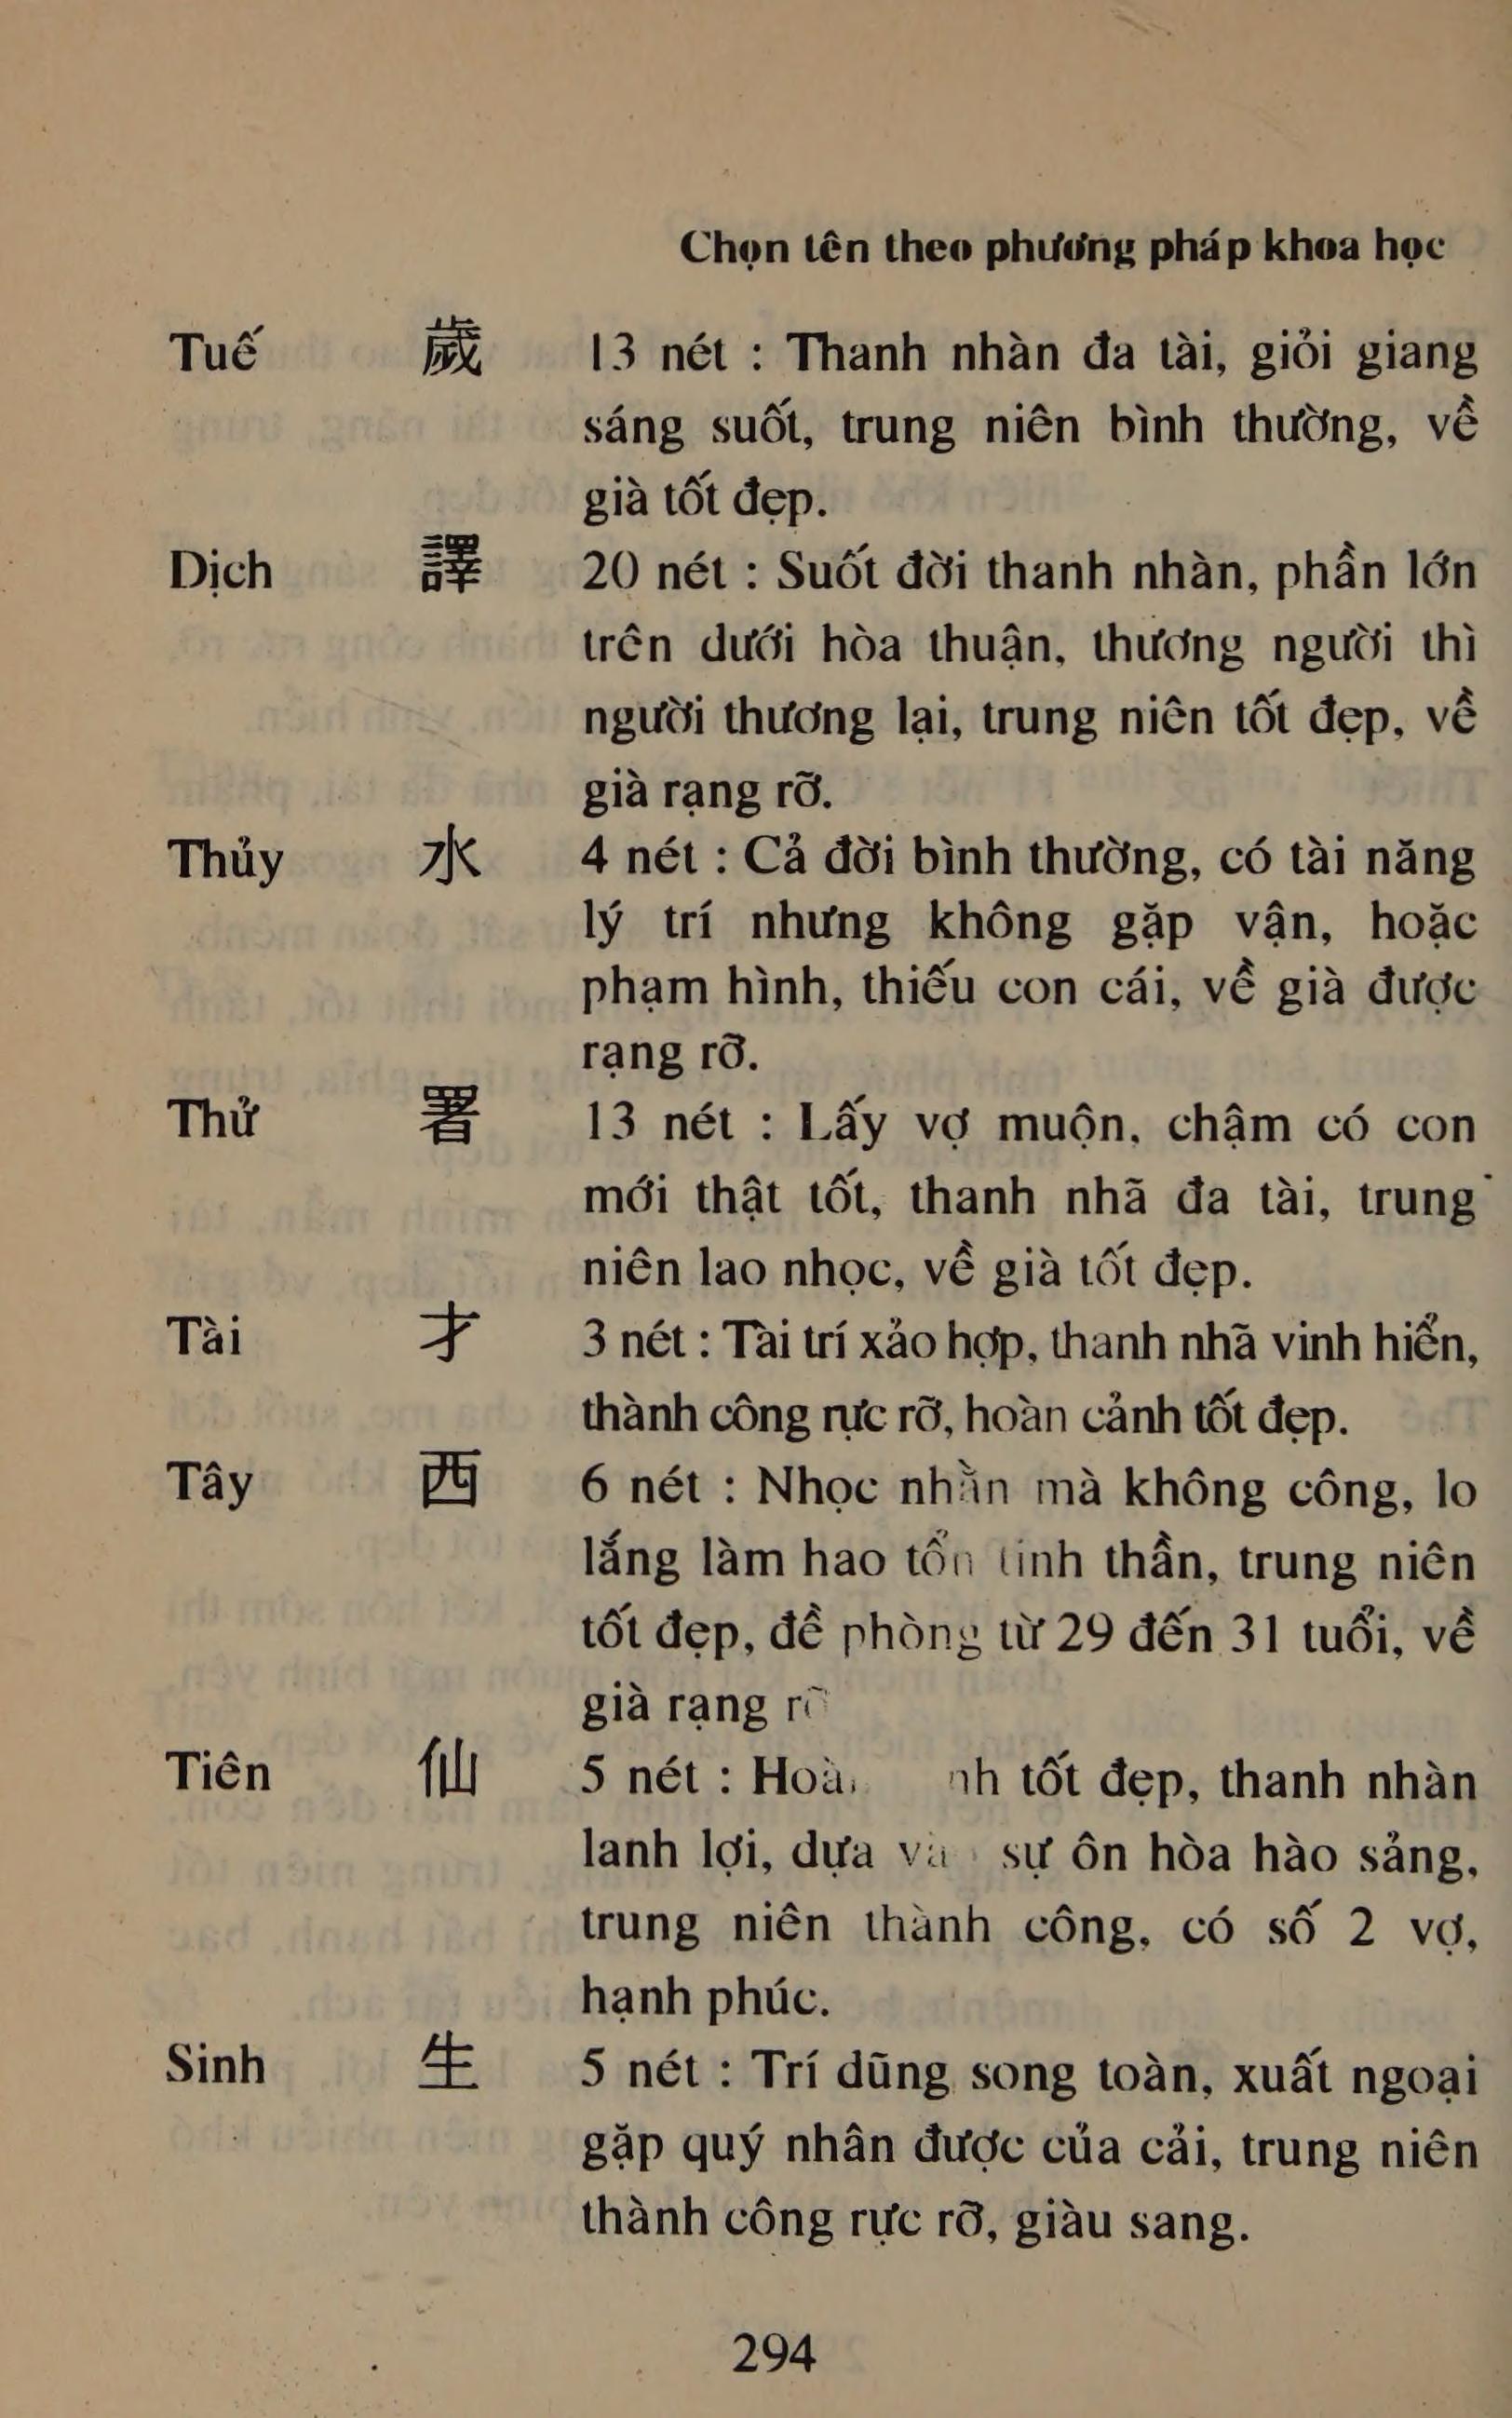 Chọn tên theo phương pháp khoa học
Tuế 歲 13 nét : Thanh nhàn đa tài, giỏi giang
sáng suốt, trung niên bình thường, về
già tốt đẹp.
Dịch 譯 20 nét : Suốt đời thanh nhàn, phần lớn
trên dưới hòa thuận, thương người thì
người thương lại, trung niên tốt đẹp, về
già rạng rỡ.
Thủy 水 4 nét : Cả đời bình thường, có tài năng
lý trí nhưng không gặp vận, hoặc
phạm hình, thiếu con cái, về già được
rạng rỡ.
Thử 署 13 nét : Lấy vợ muộn, chậm có con
mới thật tốt, thanh nhã đa tài, trung
niên lao nhọc, về già tốt đẹp.
Tài 才 3 nét : Tài trí xảo hợp, thanh nhã vinh hiển,
thành công rực rỡ, hoàn cảnh tốt đẹp.
Tây 西 6 nét : Nhọc nhằn mà không công, lo
lắng làm hao tổn tinh thần, trung niên
tốt đẹp, đề phòng từ 29 đến 31 tuổi, về
già rạng rỡ
Tiên 仙 5 nét : tốt đẹp, thanh nhàn
lanh lợi, dựa vào sự ôn hòa hào sảng,
trung niên thành công, có số 2 vợ,
hạnh phúc.
Sinh 生 5 nét : Trí dũng song toàn, xuất ngoại
gặp quý nhân được của cải, trung niên
thành công rực rỡ, giàu sang.
294